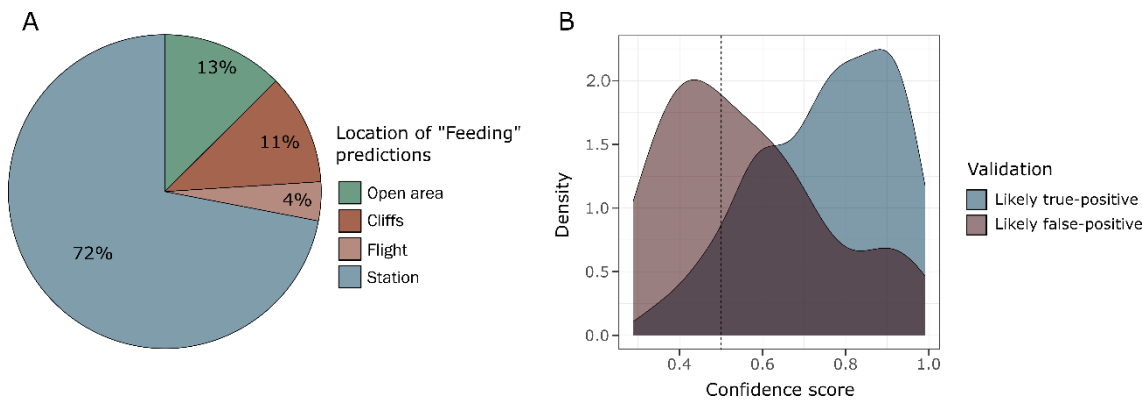 A
13%
11%
4%
72%
Location of "Feeding"
predictions
Open area
Cliffs
Flight
Station
B
2.0
1.5
1.0
0.5
0.0
Density
0.4
0.6
0.8
1.0
Confidence score
Validation
Likely true-positive
Likely false-positive